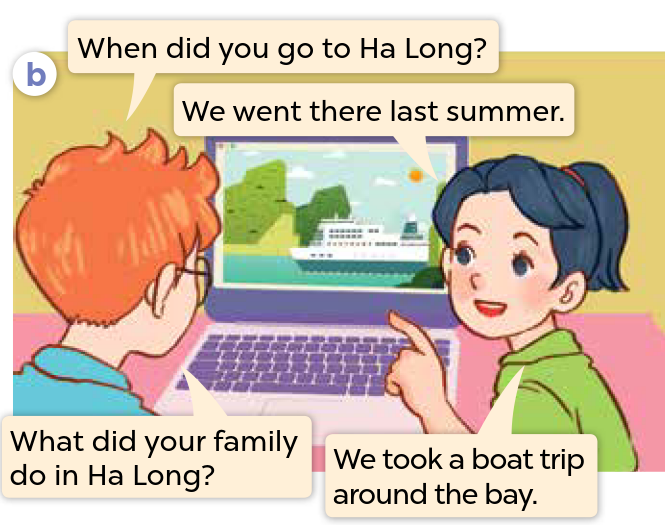 b
When did you go to Ha Long?
We went there last summer.
What did your family
do in Ha Long?
We took a boat trip
around the bay.